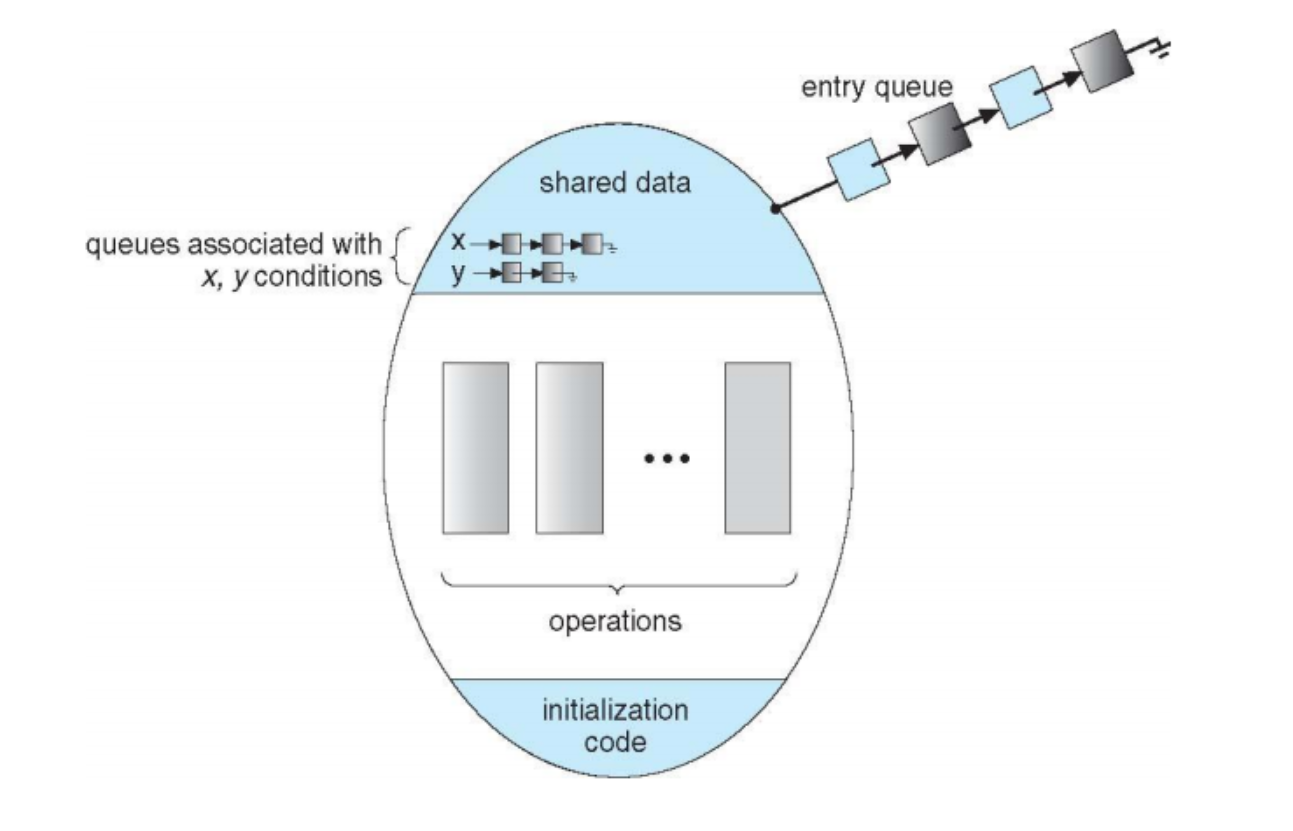 entry queue
shared data
queues associated with
x, y conditions
x
y
operations
initialization
code